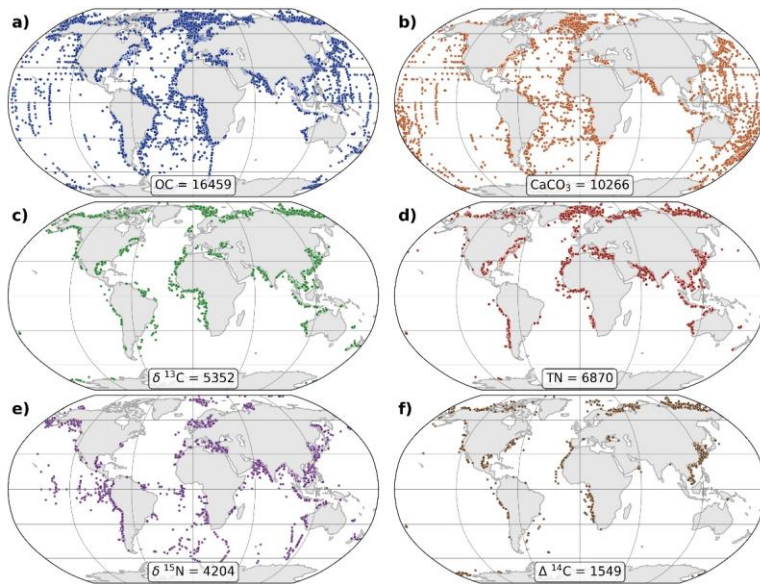 a)
b)
OC = 16459
CaCO₃ = 10266
c)
d)
δ ¹³C = 5352
TN = 6870
e)
f)
δ ¹⁵N = 4204
Δ ¹⁴C = 1549